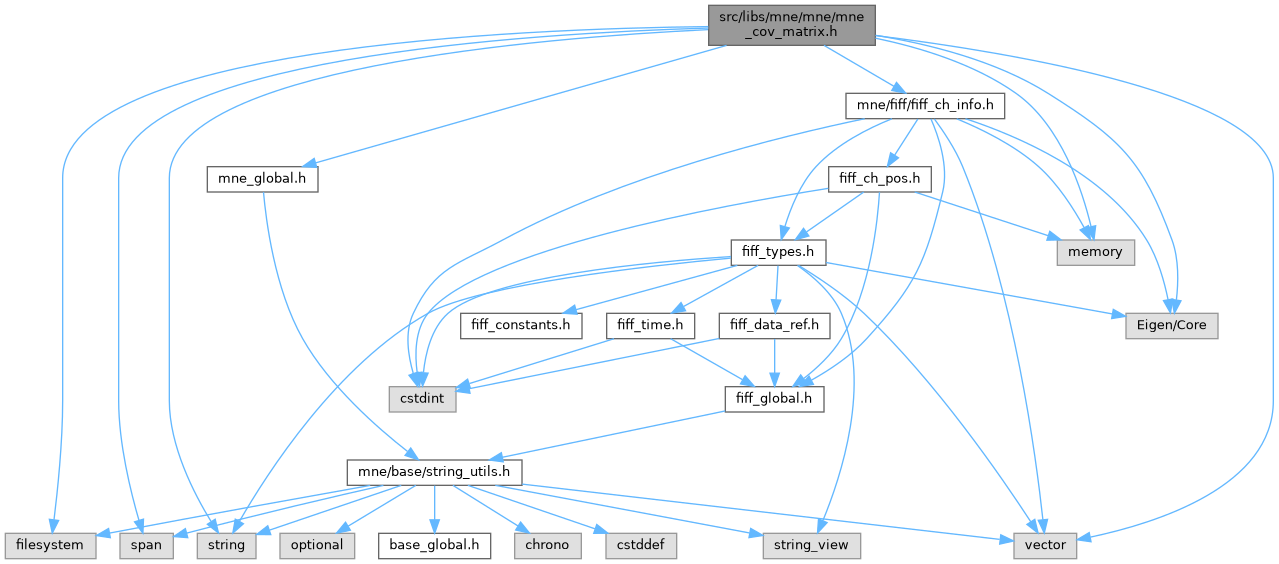 src/libs/mne/mne/mne
_cov_matrix.h
mne/fiff/fiff_ch_info.h
mne_global.h
fiff_ch_pos.h
fiff_types.h
memory
fiff_constants.h
fiff_time.h
fiff_data_ref.h
Eigen/Core
cstdint
fiff_global.h
mne/base/string_utils.h
filesystem
span
string
optional
base_global.h
chrono
cstddef
string_view
vector